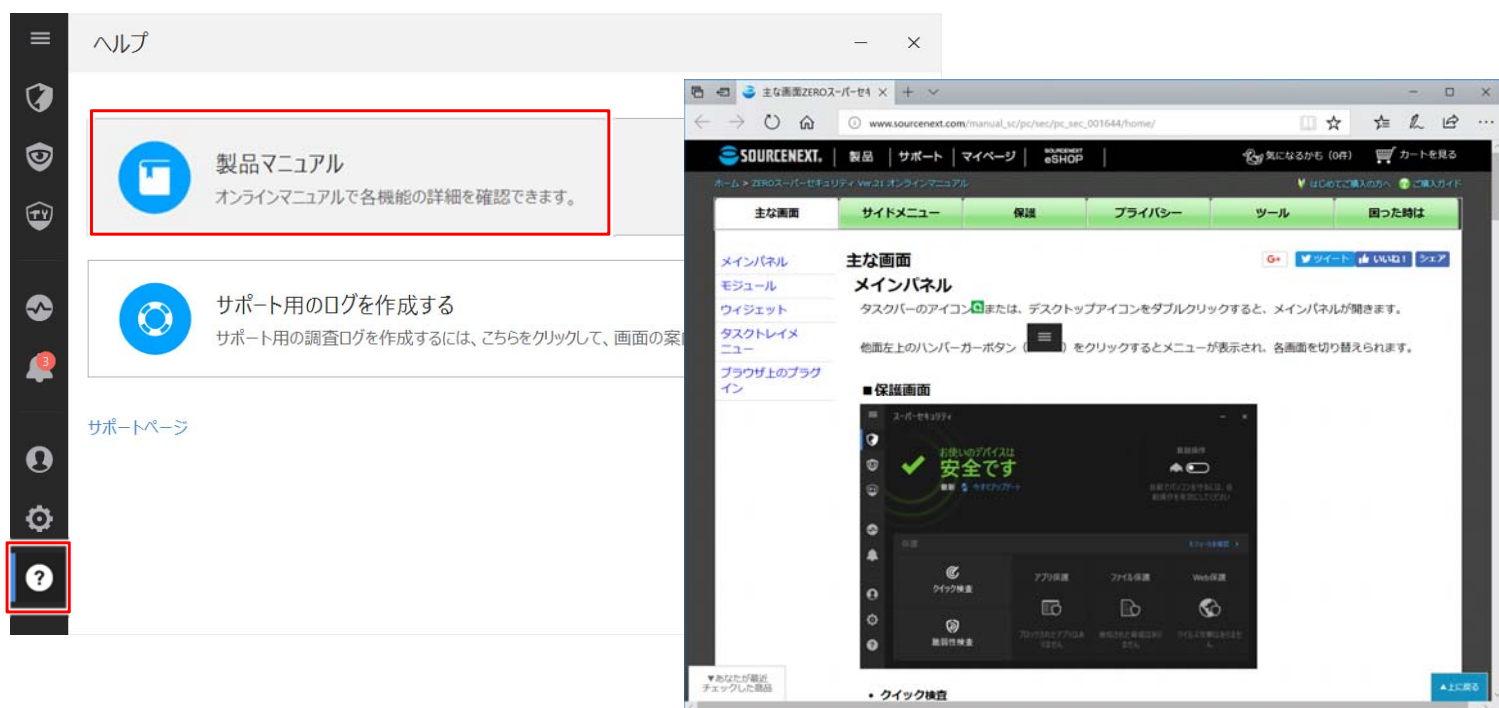 ヘルプ
製品マニュアル
オンラインマニュアルで各機能の詳細を確認できます。
サポート用のログを作成する
サポート用の調査ログを作成するには、こちらをクリックして、画面の案
サポートページ
3
主な画面ZEROスーパーセキ
www.sourcenext.com/manual_sc/pc/sec/pc_sec_001644/home/
SOURCENEXT.
製品
サポート
マイページ
SOURCENEXT
eSHOP
気になるかも (0件)
カートを見る
ホーム > ZEROスーパーセキュリティ Ver.21 オンラインマニュアル
はじめてご購入の方へ
ご購入ガイド
主な画面
サイドメニュー
保護
プライバシー
ツール
困った時は
メインパネル
モジュール
ウィジェット
タスクトレイメ
ニュー
ブラウザ上のプラグ
イン
主な画面
G+
ツイート
いいね!
シェア
メインパネル
タスクバーのアイコンまたは、デスクトップアイコンをダブルクリックすると、メインパネルが開きます。
他面左上のハンバーガーボタン ( ) をクリックするとメニューが表示され、各画面を切り替えられます。
■保護画面
スーパーセキュリティ
お使いのデバイスは
安全です
今すぐアップデート
自動操作
保護
クイック検査
アプリ保護
ファイル保護
Web保護
脆弱性検査
• クイック検査
▼あなたが最近
チェックした商品
▲上に戻る